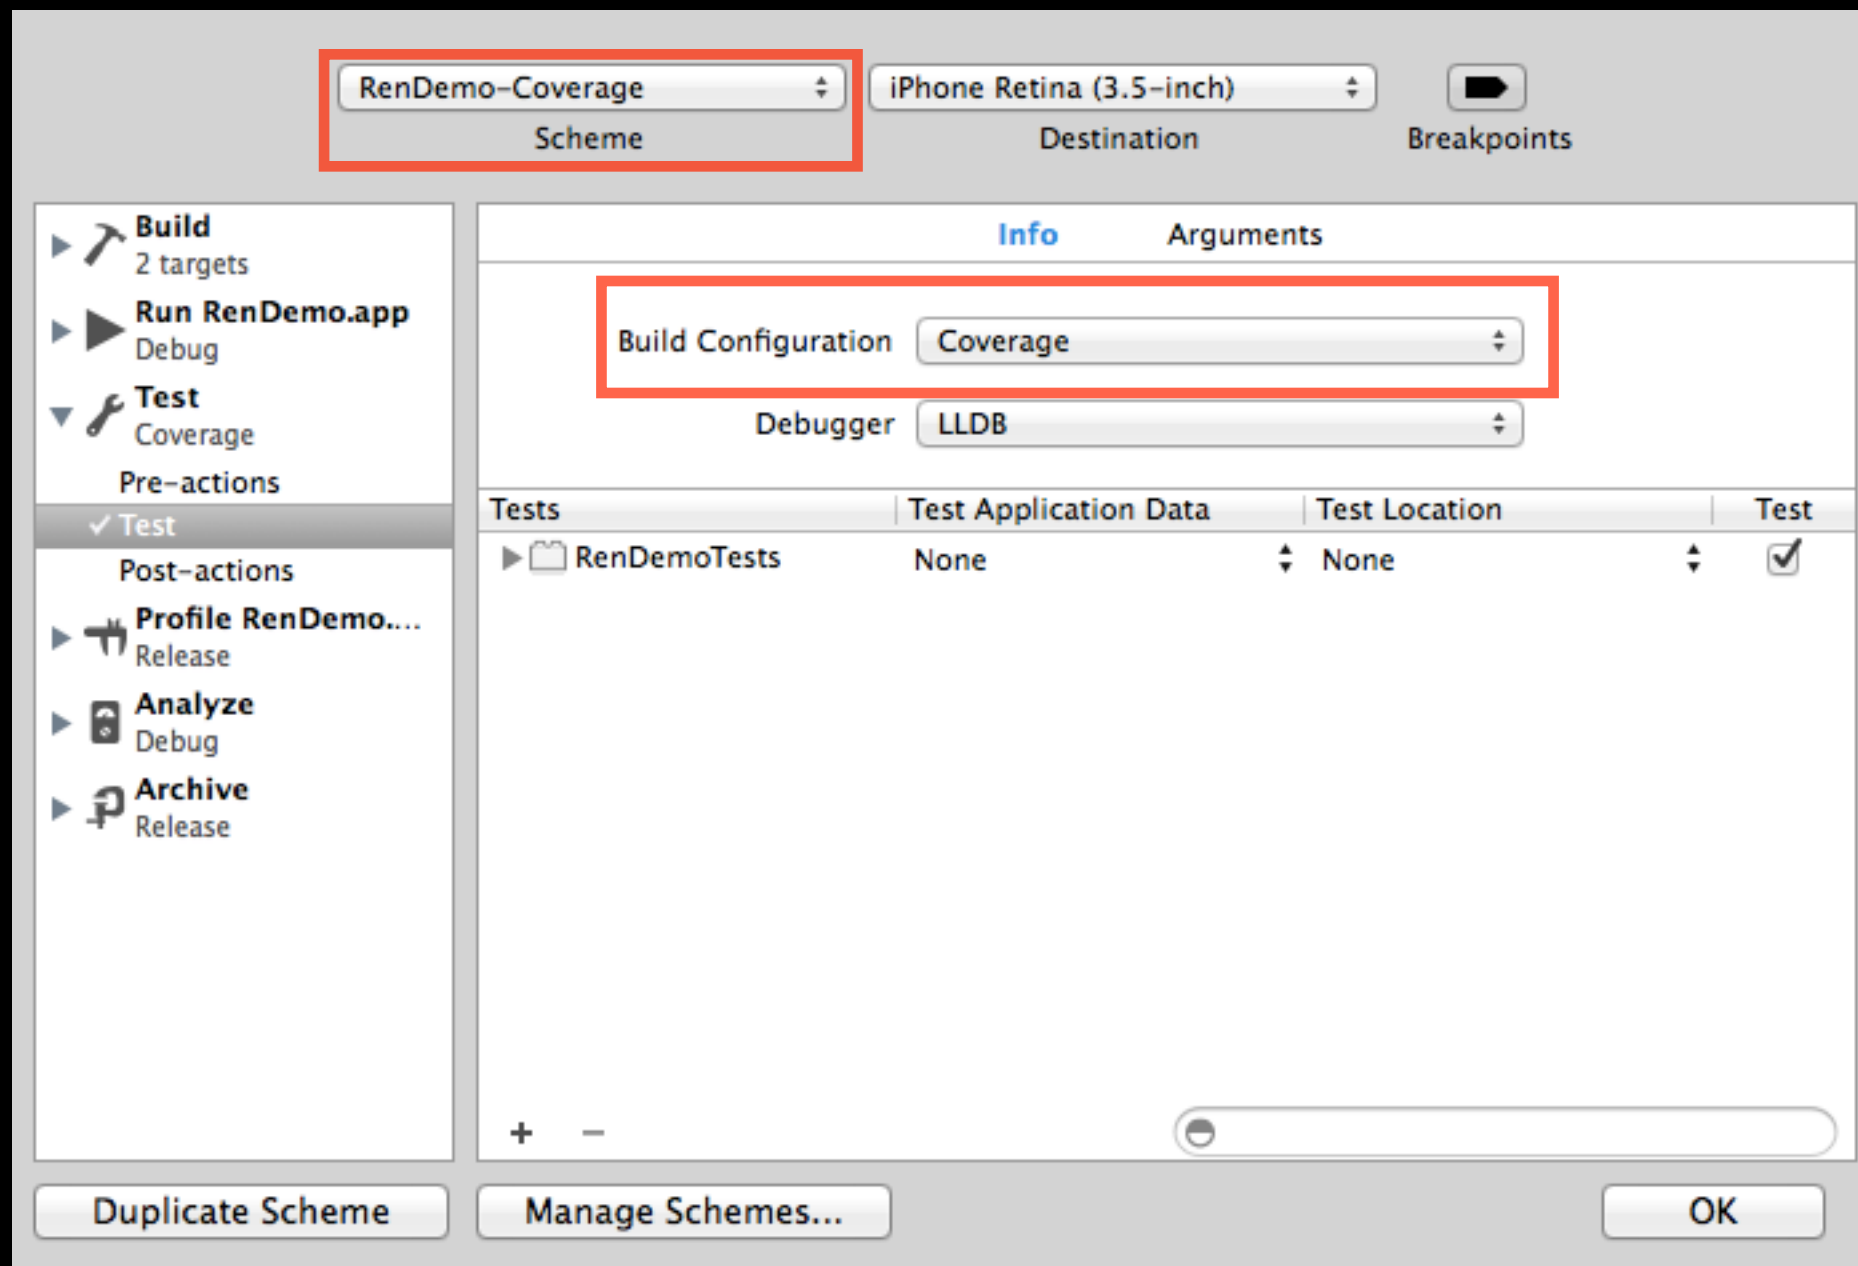 RenDemo-Coverage
iPhone Retina (3.5-inch)
Scheme
Destination
Breakpoints
Build
2 targets
Run RenDemo.app
Debug
Test
Coverage
Pre-actions
Test
Post-actions
Profile RenDemo....
Release
Analyze
Debug
Archive
Release
Info
Arguments
Build Configuration
Coverage
Debugger
LLDB
Tests
Test Application Data
Test Location
Test
RenDemoTests
None
None
Duplicate Scheme
Manage Schemes...
OK